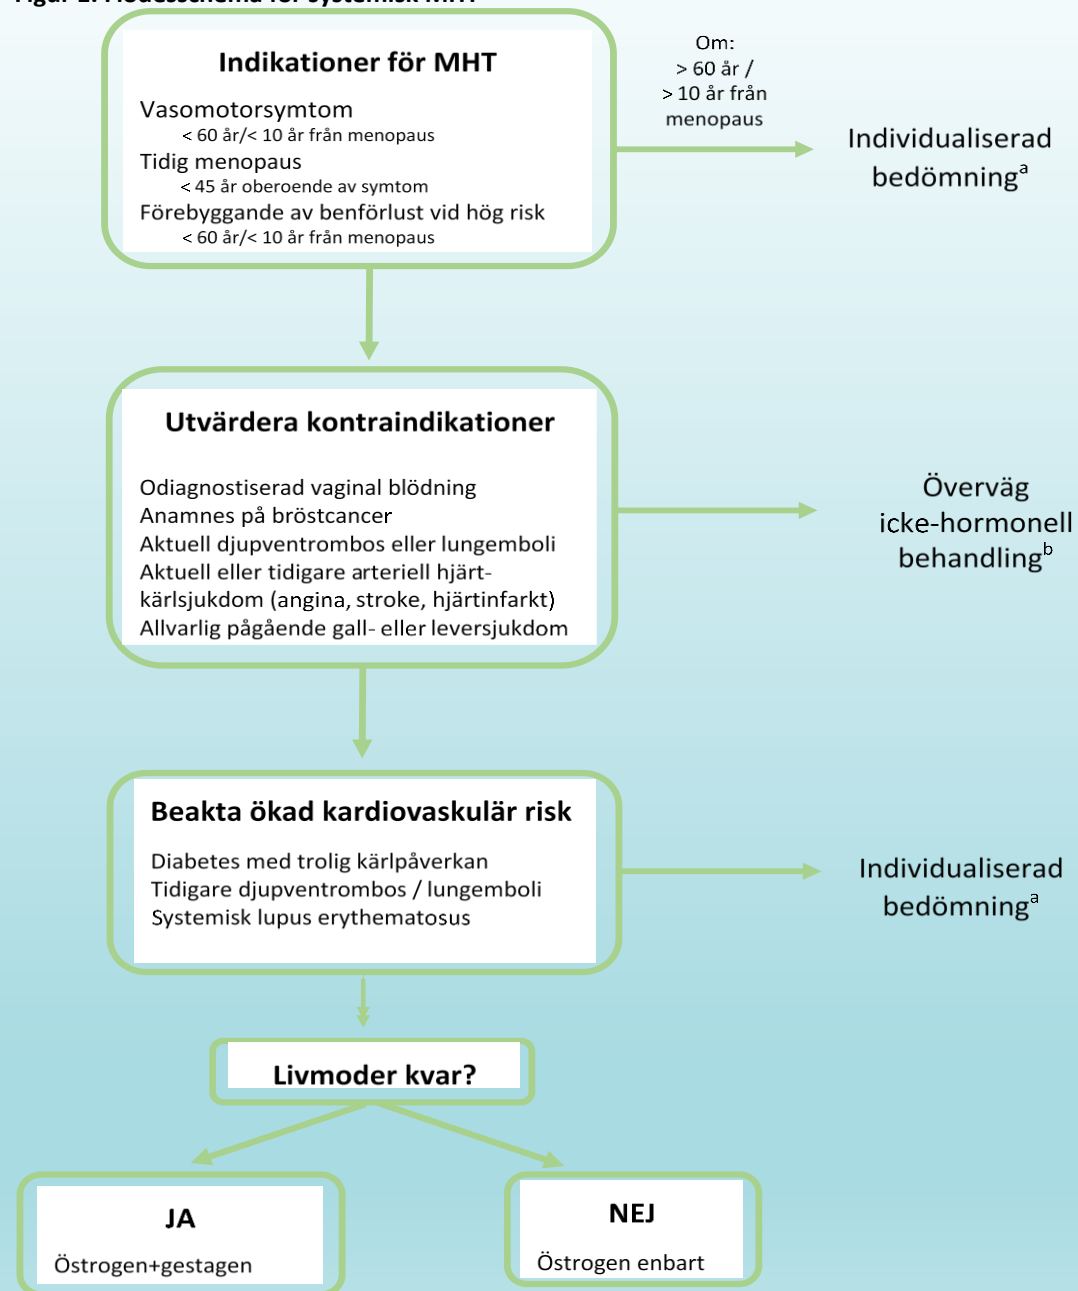 Indikationer för MHT
Vasomotorsymtom
< 60 år/< 10 år från menopaus
Tidig menopaus
< 45 år oberoende av symtom
Förebyggande av benförlust vid hög risk
< 60 år/< 10 år från menopaus
Om:
> 60 år /
> 10 år från
menopaus
Individualiserad
bedömningᵃ
Utvärdera kontraindikationer
Odiagnostiserad vaginal blödning
Anamnes på bröstcancer
Aktuell djupventrombos eller lungemboli
Aktuell eller tidigare arteriell hjärt-
kärlsjukdom (angina, stroke, hjärtinfarkt)
Allvarlig pågående gall- eller leversjukdom
Överväg
icke-hormonell
behandlingᵇ
Beakta ökad kardiovaskulär risk
Diabetes med trolig kärlpåverkan
Tidigare djupventrombos / lungemboli
Systemisk lupus erythematosus
Individualiserad
bedömningᵃ
Livmoder kvar?
JA
Östrogen+gestagen
NEJ
Östrogen enbart